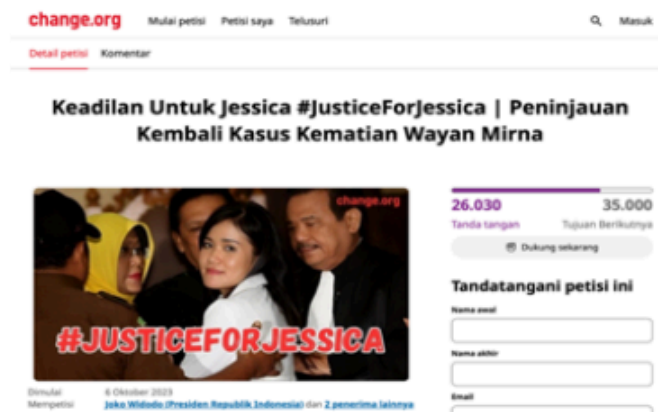 change.org
Mulai petisi Petisi saya Telusuri
Masuk
Detail petisi Komentar
Keadilan Untuk Jessica #JusticeForJessica | Peninjauan
Kembali Kasus Kematian Wayan Mirna
change.org
#JUSTICEFORJESSICA
Dimulai 6 Oktober 2023
Mempetisi Joko Widodo (Presiden Republik Indonesia) dan 2 penerima lainnya
26.030 35.000
Tanda tangan Tujuan Berikutnya
Dukung sekarang
Tandatangani petisi ini
Nama awal
Nama akhir
Email